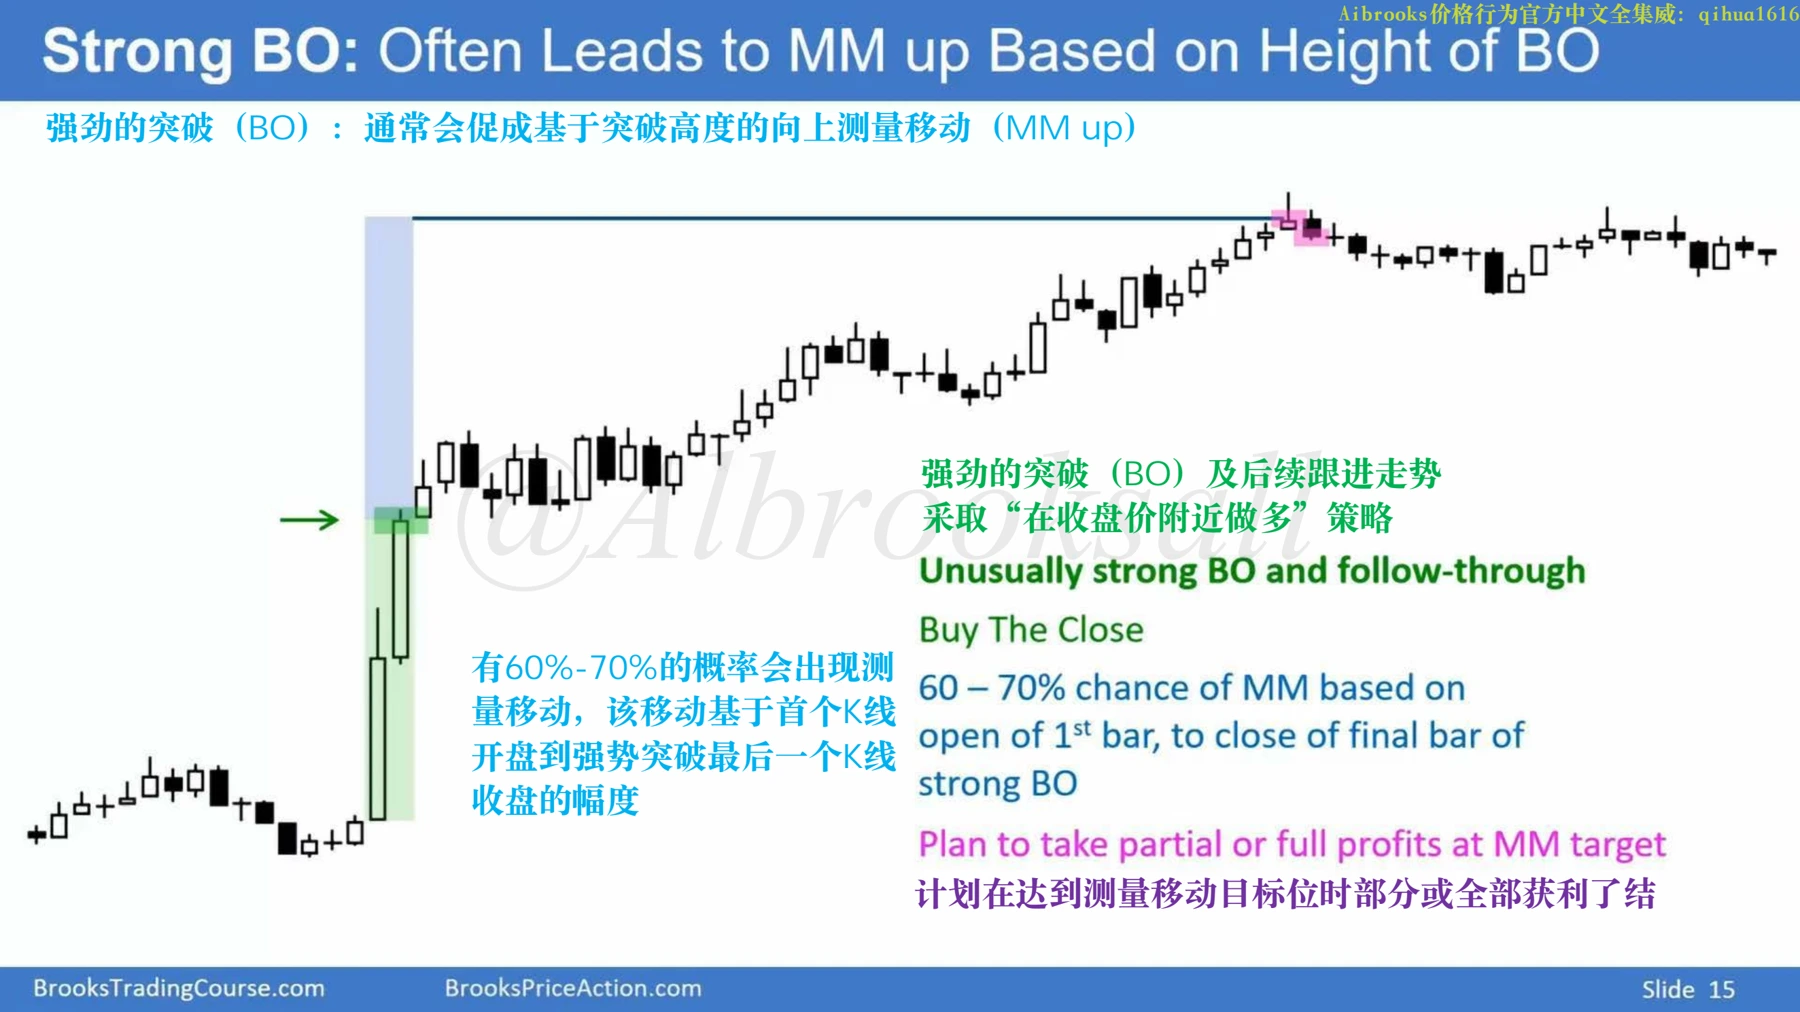 Aibrooks价格行为官方中文全集威：qihua1616
Strong BO: Often Leads to MM up Based on Height of BO
强劲的突破（BO）：通常会促成基于突破高度的向上测量移动（MM up）
@Albrooksall
强劲的突破（BO）及后续跟进走势
采取“在收盘价附近做多”策略
Unusually strong BO and follow-through
Buy The Close
有60%-70%的概率会出现测
量移动，该移动基于首个K线
开盘到强势突破最后一个K线
收盘的幅度
60 – 70% chance of MM based on
open of 1st bar, to close of final bar of
strong BO
Plan to take partial or full profits at MM target
计划在达到测量移动目标位时部分或全部获利了结
BrooksTradingCourse.com
BrooksPriceAction.com
Slide 15